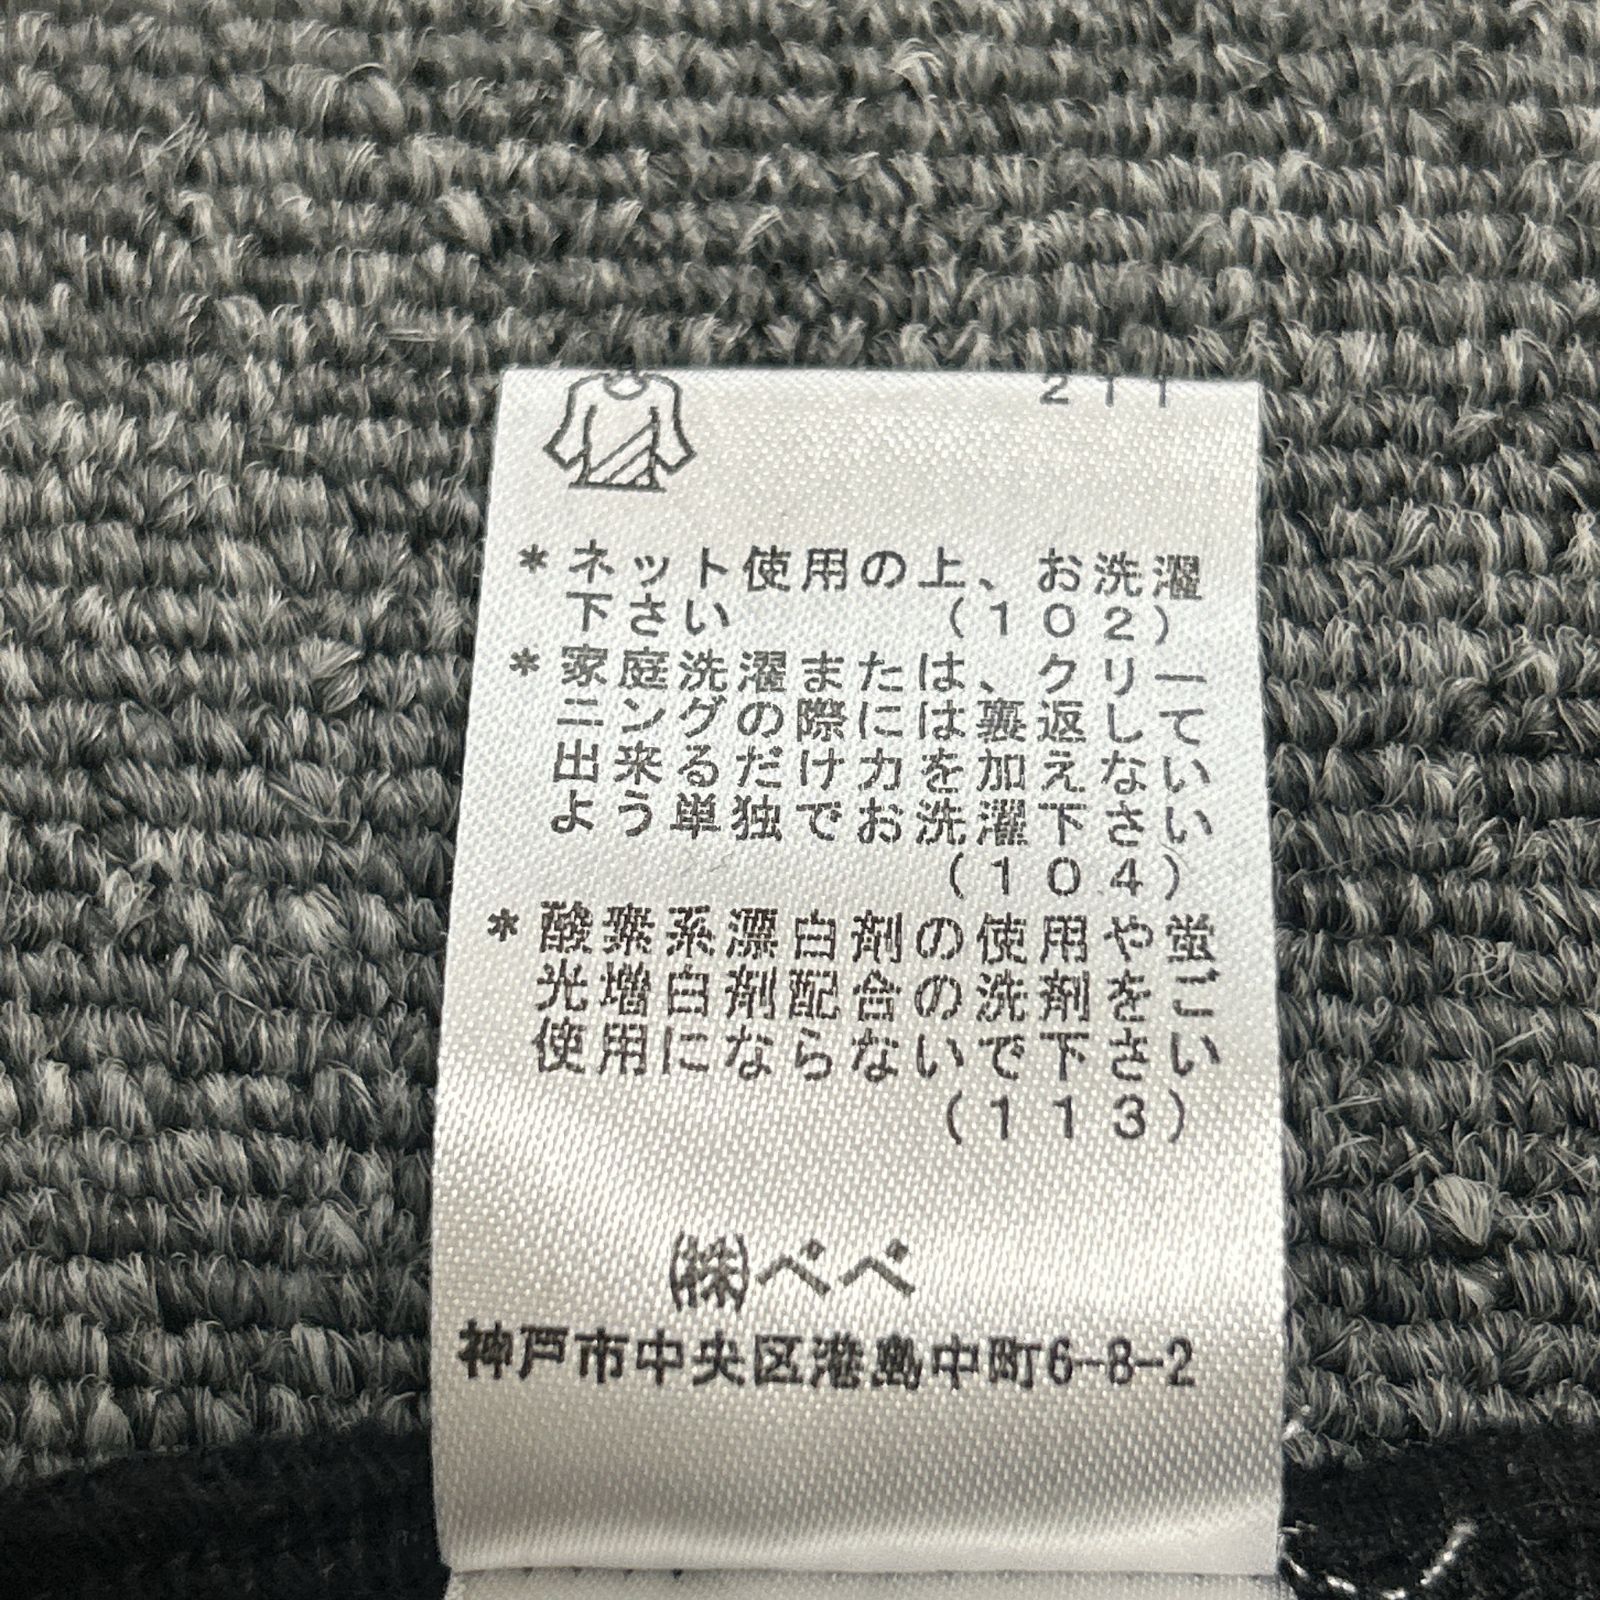 211
*ネット使用の上、お洗濯
下さい (102)
*家庭洗濯または、クリー
ニングの際には裏返して
出来るだけ力を加えない
よう単独でお洗濯下さい
(104)
*酸素系漂白剤の使用や蛍
光増白剤配合の洗剤をご
使用にならないで下さい
(113)
㈱べべ
神戸市中央区港島中町6-8-2